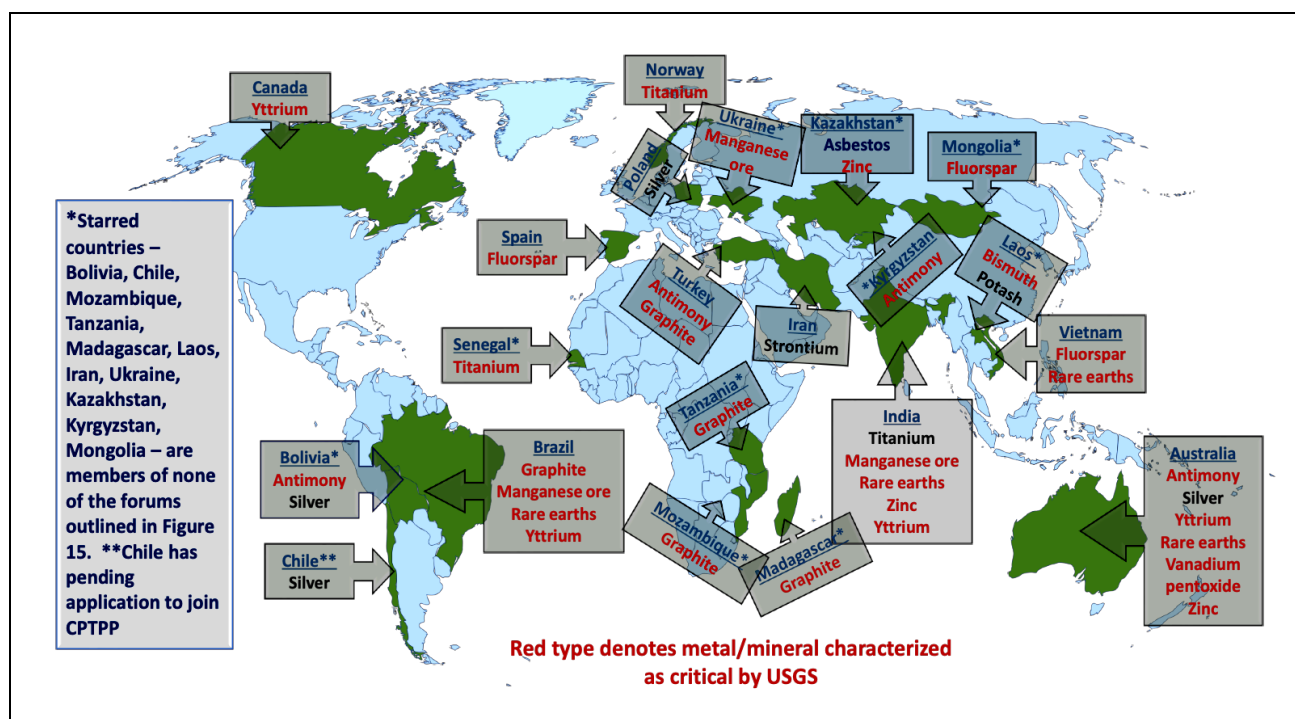 Canada
Yttrium
Norway
Titanium
Poland
Silver
Ukraine*
Manganese
ore
Kazakhstan*
Asbestos
Zinc
Mongolia*
Fluorspar
*Starred
countries –
Bolivia, Chile,
Mozambique,
Tanzania,
Madagascar, Laos,
Iran, Ukraine,
Kazakhstan,
Kyrgyzstan,
Mongolia – are
members of none
of the forums
outlined in Figure
15.  **Chile has
pending
application to join
CPTPP
Spain
Fluorspar
Turkey
Antimony
Graphite
Iran
Strontium
*Kyrgyzstan
Antimony
Laos*
Bismuth
Potash
Vietnam
Fluorspar
Rare earths
Senegal*
Titanium
Tanzania*
Graphite
India
Titanium
Manganese ore
Rare earths
Zinc
Yttrium
Bolivia*
Antimony
Silver
Brazil
Graphite
Manganese ore
Rare earths
Yttrium
Chile**
Silver
Mozambique*
Graphite
Madagascar*
Graphite
Australia
Antimony
Silver
Yttrium
Rare earths
Vanadium
pentoxide
Zinc
Red type denotes metal/mineral characterized
as critical by USGS